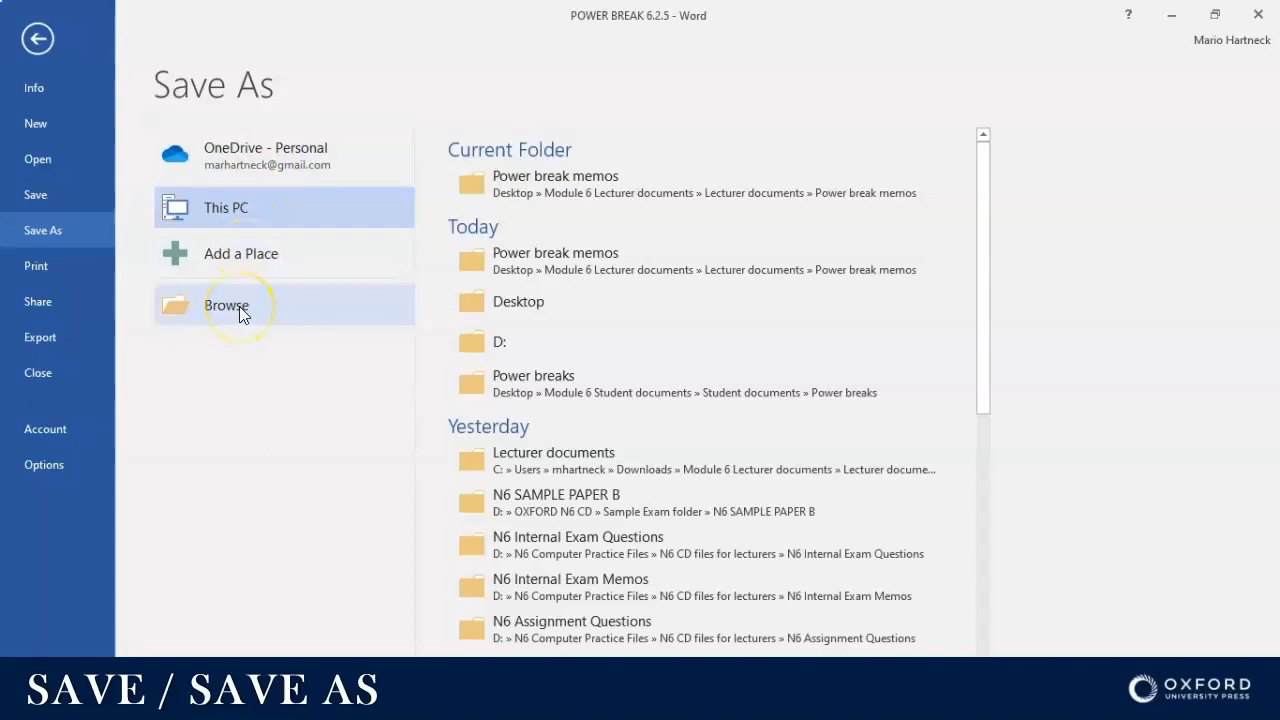 POWER BREAK 6.2.5 - Word
?
Mario Hartneck
Info
New
Open
Save
Save As
Print
Share
Export
Close
Account
Options
Save As
OneDrive - Personal
marhartneck@gmail.com
This PC
Add a Place
Browse
Current Folder
Power break memos
Desktop » Module 6 Lecturer documents » Lecturer documents » Power break memos
Today
Power break memos
Desktop » Module 6 Lecturer documents » Lecturer documents » Power break memos
Desktop
D:
Power breaks
Desktop » Module 6 Student documents » Student documents » Power breaks
Yesterday
Lecturer documents
C: » Users » mhartneck » Downloads » Module 6 Lecturer documents » Lecturer docume...
N6 SAMPLE PAPER B
D: » OXFORD N6 CD » Sample Exam folder » N6 SAMPLE PAPER B
N6 Internal Exam Questions
D: » N6 Computer Practice Files » N6 CD files for lecturers » N6 Internal Exam Questions
N6 Internal Exam Memos
D: » N6 Computer Practice Files » N6 CD files for lecturers » N6 Internal Exam Memos
N6 Assignment Questions
D: » N6 Computer Practice Files » N6 CD files for lecturers » N6 Assignment Questions
SAVE / SAVE AS
OXFORD
UNIVERSITY PRESS